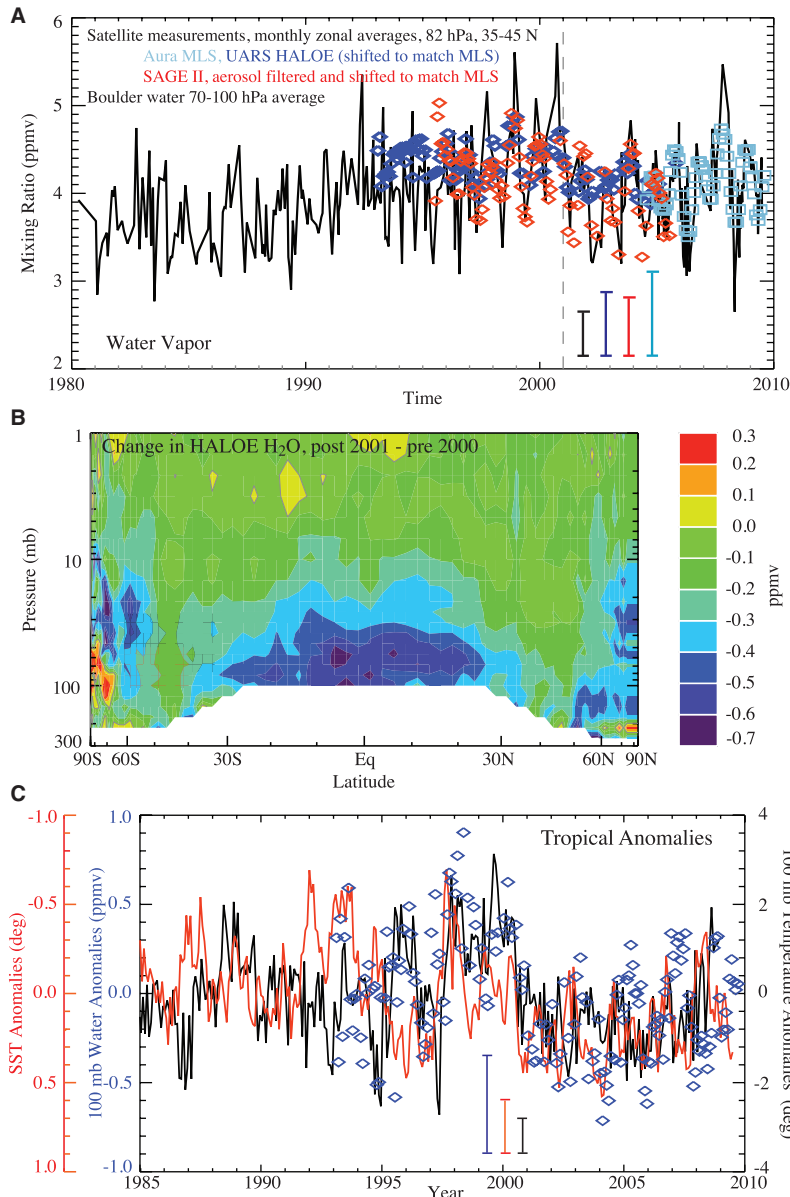 A
Satellite measurements, monthly zonal averages, 82 hPa, 35-45 N
Aura MLS, UARS HALOE (shifted to match MLS)
SAGE II, aerosol filtered and shifted to match MLS
Boulder water 70-100 hPa average
6
5
4
3
2
Mixing Ratio (ppmv)
Water Vapor
1980
1990
2000
2010
Time
B
Change in HALOE H₂O, post 2001 - pre 2000
1
10
100
300
Pressure (mb)
90S
60S
30S
Eq
30N
60N
90N
Latitude
0.3
0.2
0.1
0.0
-0.1
-0.2
-0.3
-0.4
-0.5
-0.6
-0.7
ppmv
C
Tropical Anomalies
-1.0
-0.5
0.0
0.5
1.0
SST Anomalies (deg)
1.0
0.5
0.0
-0.5
-1.0
100 mb Water Anomalies (ppmv)
4
2
0
-2
-4
100 mb Temperature Anomalies (deg)
1985
1990
1995
2000
2005
2010
Year